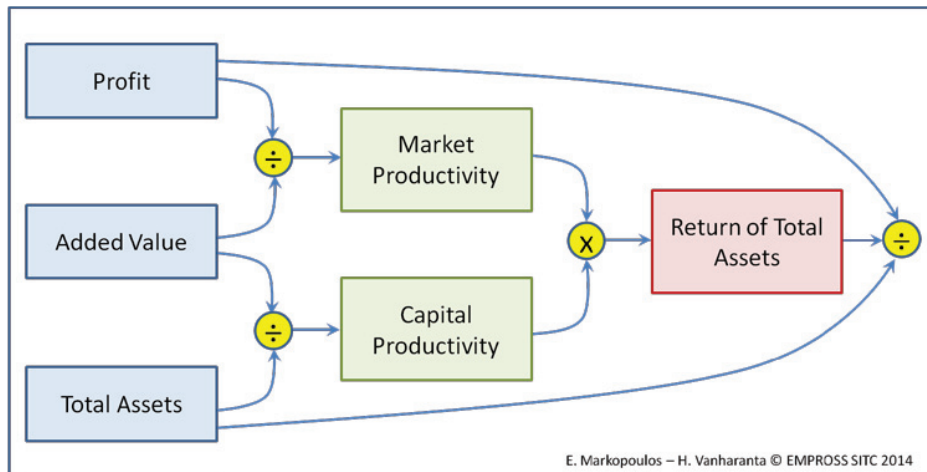 Profit
÷
Market
Productivity
Added Value
x
Return of Total
Assets
÷
÷
Capital
Productivity
Total Assets
E. Markopoulos – H. Vanharanta © EMPROSS SITC 2014